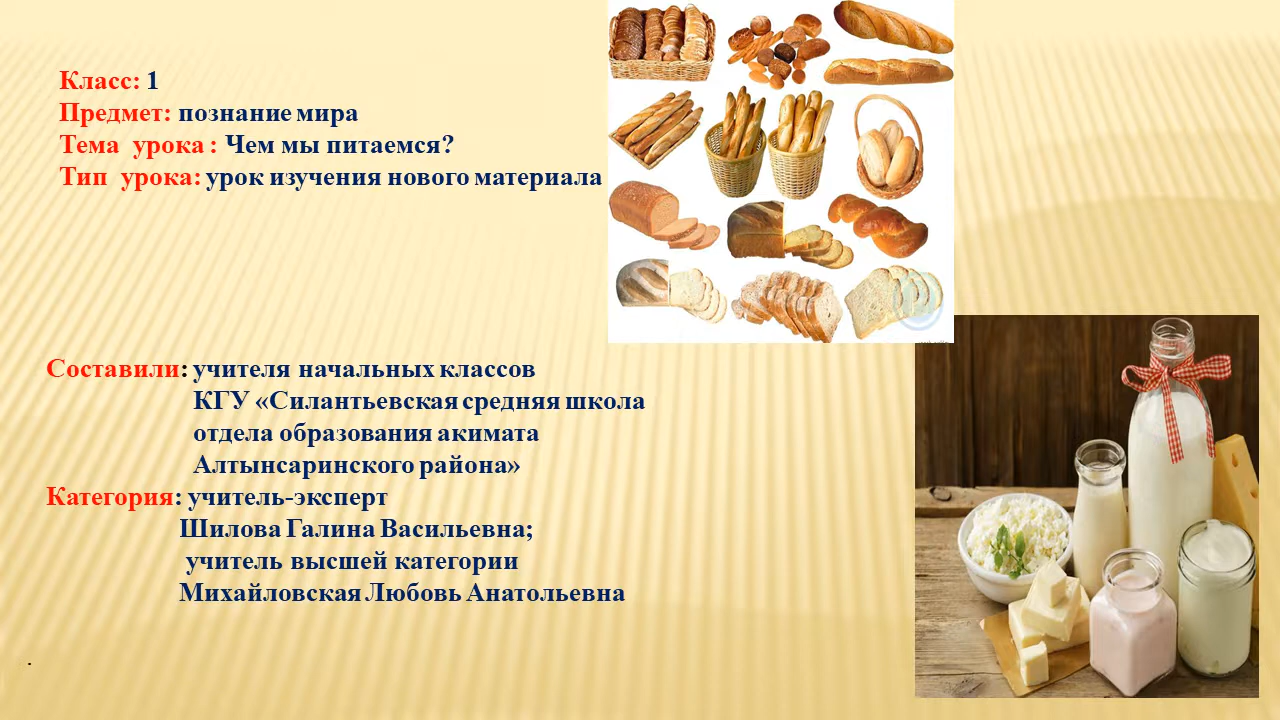 Класс: 1
Предмет: познание мира
Тема урока : Чем мы питаемся?
Тип урока: урок изучения нового материала
Составили: учителя начальных классов
КГУ «Силантьевская средняя школа
отдела образования акимата
Алтынсаринского района»
Категория: учитель-эксперт
Шилова Галина Васильевна;
учитель высшей категории
Михайловская Любовь Анатольевна
.